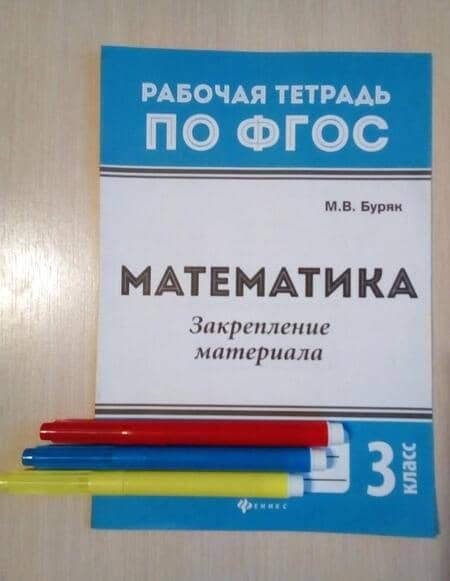 РАБОЧАЯ ТЕТРАДЬ
ПО ФГОС
М.В. Буряк
МАТЕМАТИКА
Закрепление
материала
3 класс
ФЕНИКС